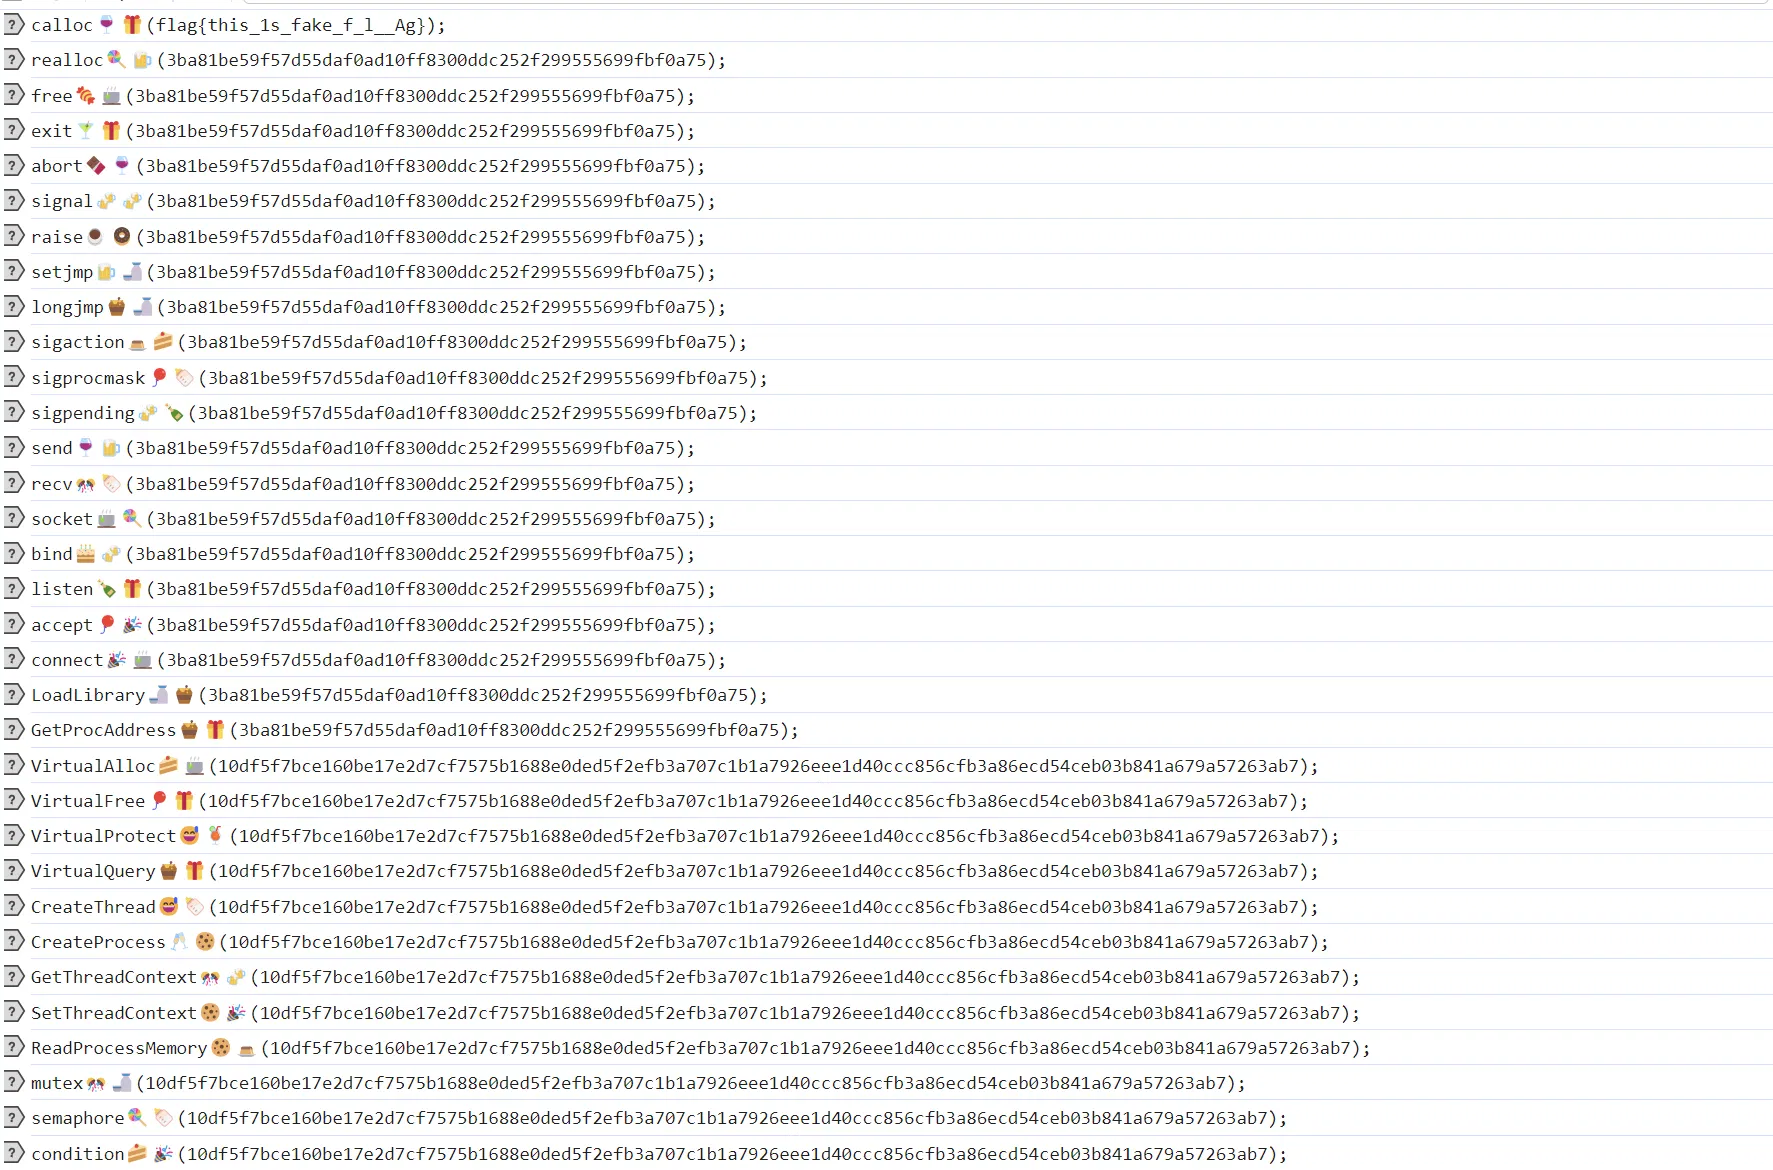 calloc🍷🎁(flag{this_1s_fake_f_l__Ag});
realloc🍭🍺(3ba81be59f57d55daf0ad10ff8300ddc252f299555699fbf0a75);
free🍬🍵(3ba81be59f57d55daf0ad10ff8300ddc252f299555699fbf0a75);
exit🍸🎁(3ba81be59f57d55daf0ad10ff8300ddc252f299555699fbf0a75);
abort🍫🍷(3ba81be59f57d55daf0ad10ff8300ddc252f299555699fbf0a75);
signal🍻🍻(3ba81be59f57d55daf0ad10ff8300ddc252f299555699fbf0a75);
raise☕🍩(3ba81be59f57d55daf0ad10ff8300ddc252f299555699fbf0a75);
setjmp🍺🍶(3ba81be59f57d55daf0ad10ff8300ddc252f299555699fbf0a75);
longjmp🍯🍶(3ba81be59f57d55daf0ad10ff8300ddc252f299555699fbf0a75);
sigaction🍮🍰(3ba81be59f57d55daf0ad10ff8300ddc252f299555699fbf0a75);
sigprocmask🎈🍼(3ba81be59f57d55daf0ad10ff8300ddc252f299555699fbf0a75);
sigpending🍻🍾(3ba81be59f57d55daf0ad10ff8300ddc252f299555699fbf0a75);
send🍷🍺(3ba81be59f57d55daf0ad10ff8300ddc252f299555699fbf0a75);
recv🎊🍼(3ba81be59f57d55daf0ad10ff8300ddc252f299555699fbf0a75);
socket🍵🍭(3ba81be59f57d55daf0ad10ff8300ddc252f299555699fbf0a75);
bind🎂🍻(3ba81be59f57d55daf0ad10ff8300ddc252f299555699fbf0a75);
listen🍾🎁(3ba81be59f57d55daf0ad10ff8300ddc252f299555699fbf0a75);
accept🎈🎉(3ba81be59f57d55daf0ad10ff8300ddc252f299555699fbf0a75);
connect🎉🍵(3ba81be59f57d55daf0ad10ff8300ddc252f299555699fbf0a75);
LoadLibrary🍶🍯(3ba81be59f57d55daf0ad10ff8300ddc252f299555699fbf0a75);
GetProcAddress🍯🎁(3ba81be59f57d55daf0ad10ff8300ddc252f299555699fbf0a75);
VirtualAlloc🍰🍵(10df5f7bce160be17e2d7cf7575b1688e0ded5f2efb3a707c1b1a7926eee1d40ccc856cfb3a86ecd54ceb03b841a679a57263ab7);
VirtualFree🎈🎁(10df5f7bce160be17e2d7cf7575b1688e0ded5f2efb3a707c1b1a7926eee1d40ccc856cfb3a86ecd54ceb03b841a679a57263ab7);
VirtualProtect😅🍹(10df5f7bce160be17e2d7cf7575b1688e0ded5f2efb3a707c1b1a7926eee1d40ccc856cfb3a86ecd54ceb03b841a679a57263ab7);
VirtualQuery🍯🎁(10df5f7bce160be17e2d7cf7575b1688e0ded5f2efb3a707c1b1a7926eee1d40ccc856cfb3a86ecd54ceb03b841a679a57263ab7);
CreateThread😅🍼(10df5f7bce160be17e2d7cf7575b1688e0ded5f2efb3a707c1b1a7926eee1d40ccc856cfb3a86ecd54ceb03b841a679a57263ab7);
CreateProcess🥂🍪(10df5f7bce160be17e2d7cf7575b1688e0ded5f2efb3a707c1b1a7926eee1d40ccc856cfb3a86ecd54ceb03b841a679a57263ab7);
GetThreadContext🎊🍻(10df5f7bce160be17e2d7cf7575b1688e0ded5f2efb3a707c1b1a7926eee1d40ccc856cfb3a86ecd54ceb03b841a679a57263ab7);
SetThreadContext🍪🎉(10df5f7bce160be17e2d7cf7575b1688e0ded5f2efb3a707c1b1a7926eee1d40ccc856cfb3a86ecd54ceb03b841a679a57263ab7);
ReadProcessMemory🍪🍮(10df5f7bce160be17e2d7cf7575b1688e0ded5f2efb3a707c1b1a7926eee1d40ccc856cfb3a86ecd54ceb03b841a679a57263ab7);
mutex🎊🍶(10df5f7bce160be17e2d7cf7575b1688e0ded5f2efb3a707c1b1a7926eee1d40ccc856cfb3a86ecd54ceb03b841a679a57263ab7);
semaphore🍭🍼(10df5f7bce160be17e2d7cf7575b1688e0ded5f2efb3a707c1b1a7926eee1d40ccc856cfb3a86ecd54ceb03b841a679a57263ab7);
condition🍰🎉(10df5f7bce160be17e2d7cf7575b1688e0ded5f2efb3a707c1b1a7926eee1d40ccc856cfb3a86ecd54ceb03b841a679a57263ab7);